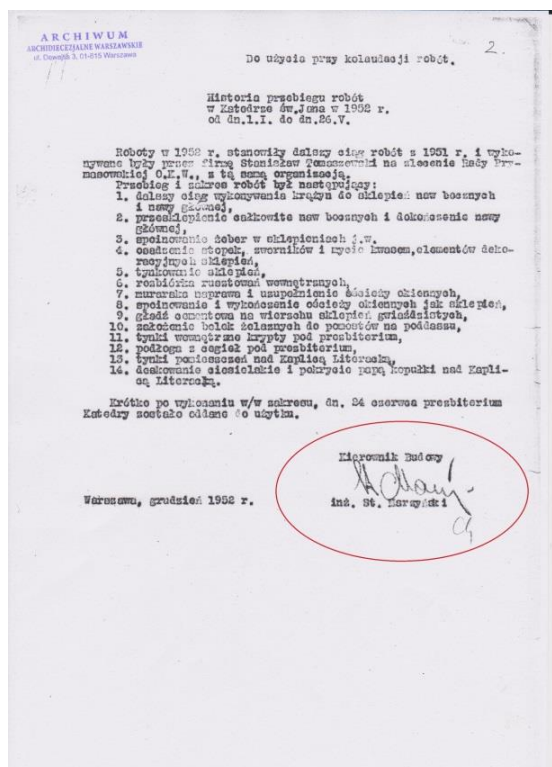 ARCHIWUM
ARCHIDIECEZJALNE WARSZAWSKIE
ul. Dewajtis 3, 01-815 Warszawa
2.
Do użycia przy kolaudacji robót.
Historia przebiegu robót
w Katedrze św.Jana w 1952 r.
od dn.1.I. do dn.26.V.
Roboty w 1952 r. stanowiły dalszy ciąg robót z 1951 r. i wyko-
nywane były przez firmę Stanisław Tomaszewski na zlecenie Rady Pry-
masowskiej O.K.W., z tą samą organizacją.
Przebieg i zakres robót był następujący:
1. dalszy ciąg wykonywania krążyn do sklepień naw bocznych
i nawy głównej,
2. przesklepienie całkowite naw bocznych i dokończenie nawy
głównej,
3. spoinowanie żeber w sklepieniach j.w.
4. osadzenie stopek, zworników i mycie kwasem,elementów deko-
racyjnych sklepień,
5. tynkowanie sklepień,
6. rozbiórka rusztowań wewnętrznych,
7. murarska naprawa i uzupełnienie ościeży okiennych,
8. spoinowanie i wykończenie ościeży okiennych jak sklepień,
9. gładź cementowa na wierzchu sklepień gwiaździstych,
10. założenie belek żelaznych do pomostów na poddaszu,
11. tynki wewnętrzne krypty pod presbiterium,
12. podłoga z cegieł pod presbiterium,
13. tynki pomieszczeń nad Kaplicą Literacką,
14. deskowanie ciesielskie i pokrycie papą kopułki nad Kapli-
cą Literacką.
Krótko po wykonaniu w/w zakresu, dn. 24 czerwca presbiterium
Katedry zostało oddane do użytku.
Kierownik Budowy
Warszawa, grudzień 1952 r.
inż. St. Marzyński